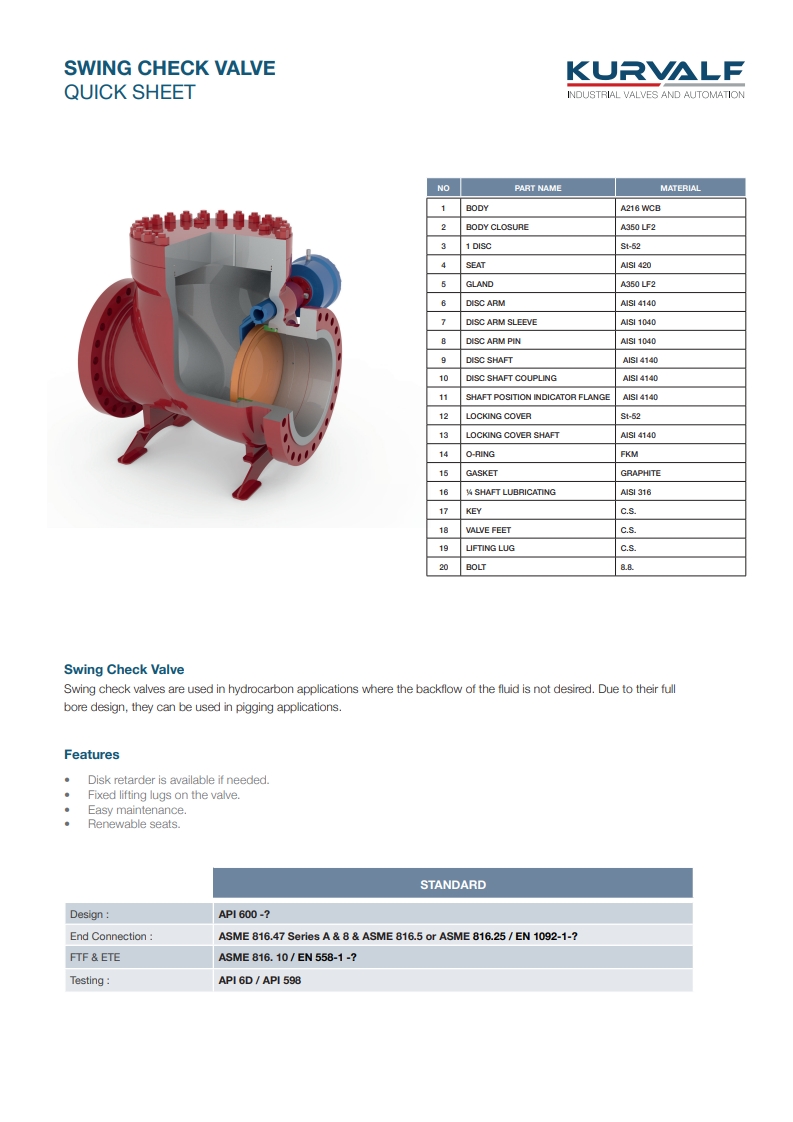 SWING CHECK VALVE
QUICK SHEET
KURVALF
INDUSTRIAL VALVES AND AUTOMATION
NO PART NAME MATERIAL
1 BODY A216 WCB
2 BODY CLOSURE A350 LF2
3 1 DISC St-52
4 SEAT AISI 420
5 GLAND A350 LF2
6 DISC ARM AISI 4140
7 DISC ARM SLEEVE AISI 1040
8 DISC ARM PIN AISI 1040
9 DISC SHAFT AISI 4140
10 DISC SHAFT COUPLING AISI 4140
11 SHAFT POSITION INDICATOR FLANGE AISI 4140
12 LOCKING COVER St-52
13 LOCKING COVER SHAFT AISI 4140
14 O-RING FKM
15 GASKET GRAPHITE
16 ¼ SHAFT LUBRICATING AISI 316
17 KEY C.S.
18 VALVE FEET C.S.
19 LIFTING LUG C.S.
20 BOLT 8.8.
Swing Check Valve
Swing check valves are used in hydrocarbon applications where the backflow of the fluid is not desired. Due to their full
bore design, they can be used in pigging applications.
Features
• Disk retarder is available if needed.
• Fixed lifting lugs on the valve.
• Easy maintenance.
• Renewable seats.
STANDARD
Design : API 600 -?
End Connection : ASME 816.47 Series A & 8 & ASME 816.5 or ASME 816.25 / EN 1092-1-?
FTF & ETE ASME 816. 10 / EN 558-1 -?
Testing : API 6D / API 598